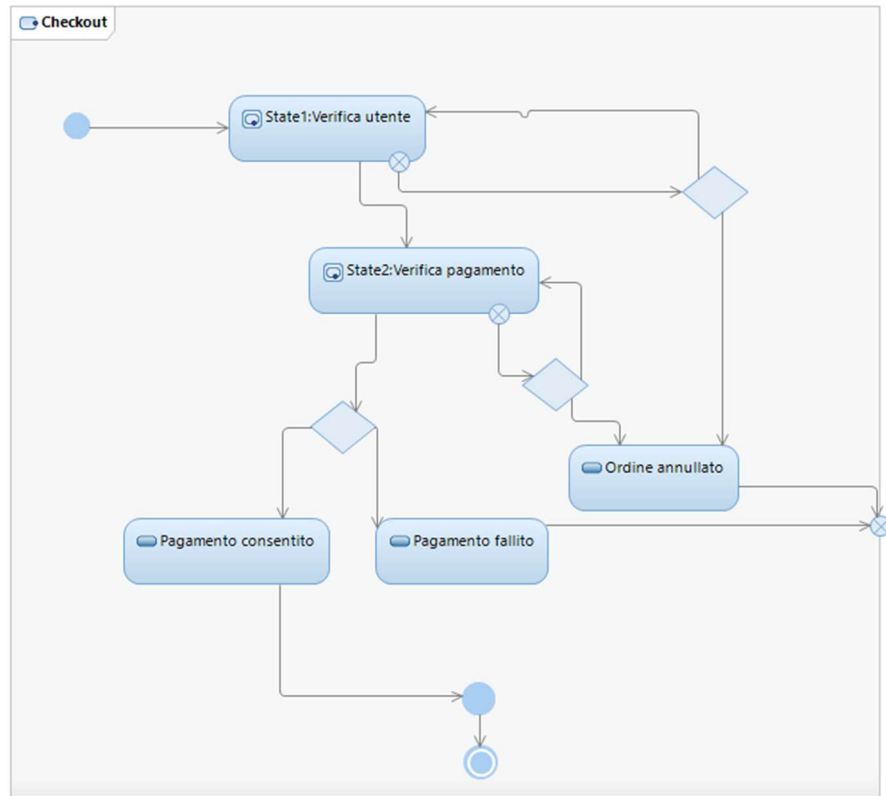 Checkout
State1:Verifica utente
State2:Verifica pagamento
Ordine annullato
Pagamento consentito
Pagamento fallito